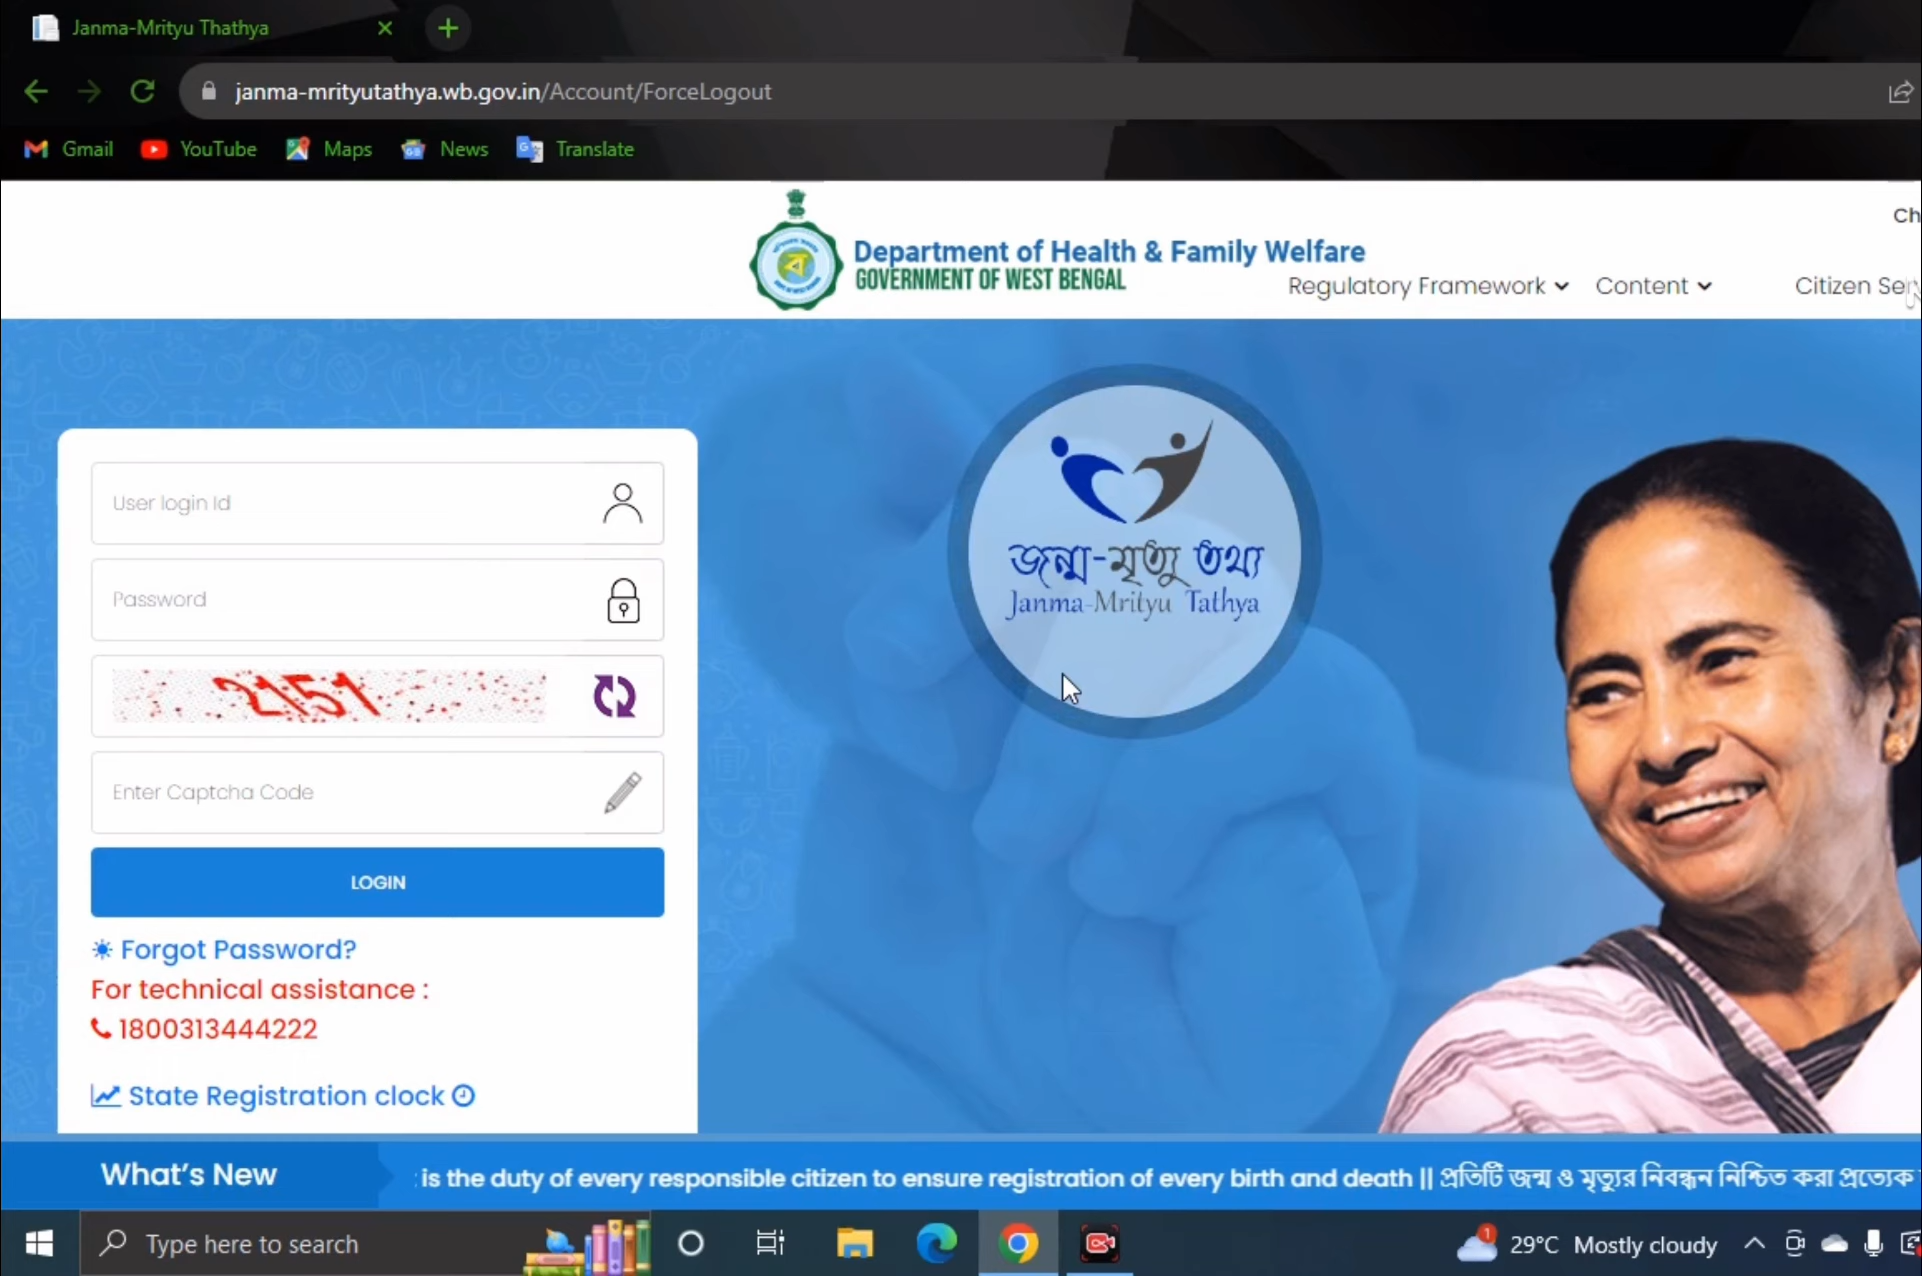 Janma-Mrityu Thathya
janma-mrityutathya.wb.gov.in/Account/ForceLogout
Gmail YouTube Maps News Translate
Ch
Department of Health & Family Welfare
GOVERNMENT OF WEST BENGAL
Regulatory Framework Content Citizen Ser
User login Id
Password
2151
Enter Captcha Code
LOGIN
Forgot Password?
For technical assistance :
1800313444222
State Registration clock
জন্ম-মৃত্যু তথ্য
Janma-Mrityu Tathya
What's New
is the duty of every responsible citizen to ensure registration of every birth and death || প্রতিটি জন্ম ও মৃত্যুর নিবন্ধন নিশ্চিত করা প্রত্যেক
Type here to search
1
29°C Mostly cloudy